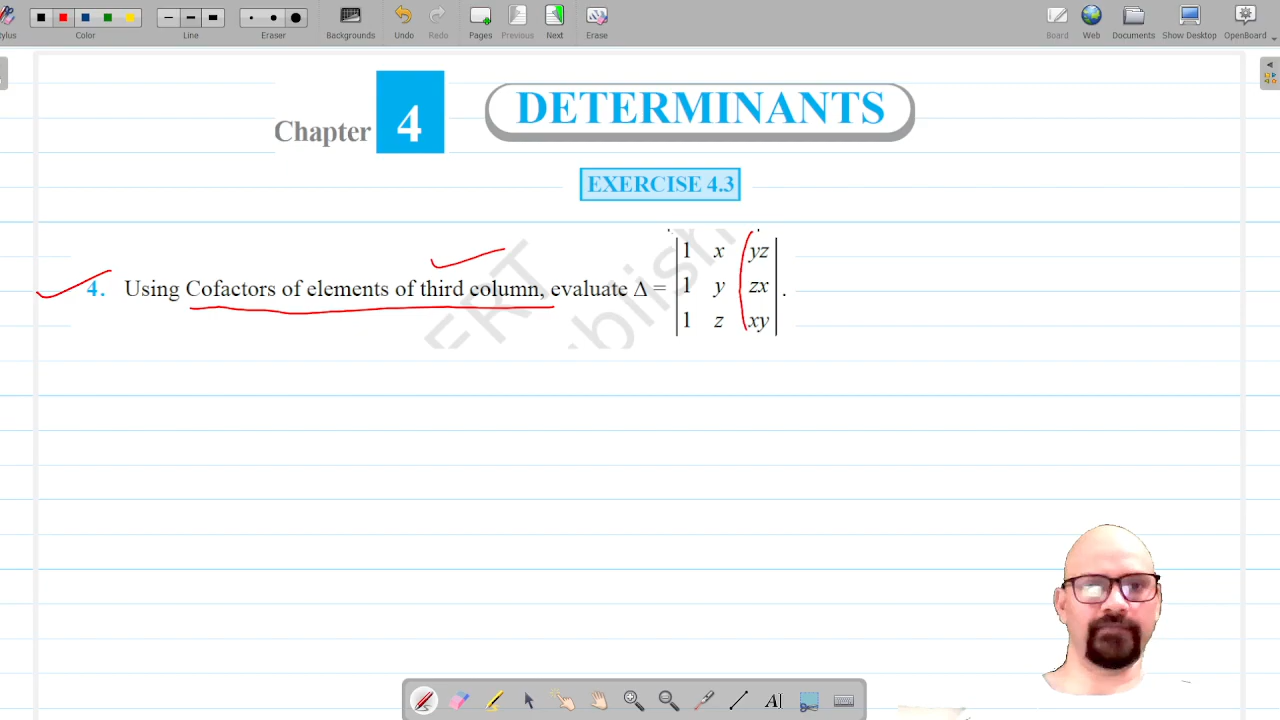 Stylus Color Line Eraser Backgrounds Undo Redo Pages Previous Next Erase Board Web Documents Show Desktop OpenBoard
Chapter 4 DETERMINANTS
EXERCISE 4.3
4. Using Cofactors of elements of third column, evaluate Δ =
1 x yz
1 y zx
1 z xy .